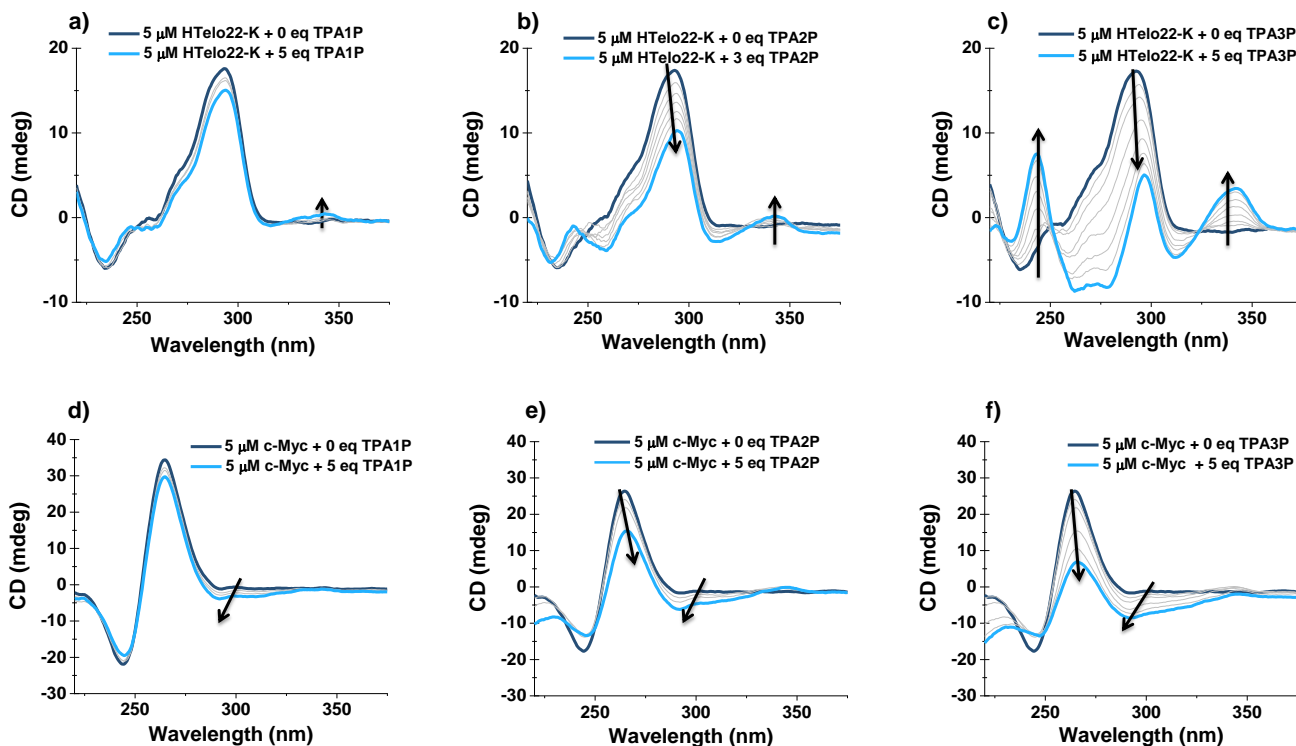 a)
5 µM HTelo22-K + 0 eq TPA1P
5 µM HTelo22-K + 5 eq TPA1P
20
10
0
-10
CD (mdeg)
250
300
350
Wavelength (nm)
b)
5 µM HTelo22-K + 0 eq TPA2P
5 µM HTelo22-K + 3 eq TPA2P
20
10
0
-10
CD (mdeg)
250
300
350
Wavelength (nm)
c)
5 µM HTelo22-K + 0 eq TPA3P
5 µM HTelo22-K + 5 eq TPA3P
20
10
0
-10
CD (mdeg)
250
300
350
Wavelength (nm)
d)
5 µM c-Myc + 0 eq TPA1P
5 µM c-Myc + 5 eq TPA1P
40
30
20
10
0
-10
-20
-30
CD (mdeg)
250
300
350
Wavelength (nm)
e)
5 µM c-Myc + 0 eq TPA2P
5 µM c-Myc + 5 eq TPA2P
40
30
20
10
0
-10
-20
-30
CD (mdeg)
250
300
350
Wavelength (nm)
f)
5 µM c-Myc + 0 eq TPA3P
5 µM c-Myc + 5 eq TPA3P
40
30
20
10
0
-10
-20
-30
CD (mdeg)
250
300
350
Wavelength (nm)